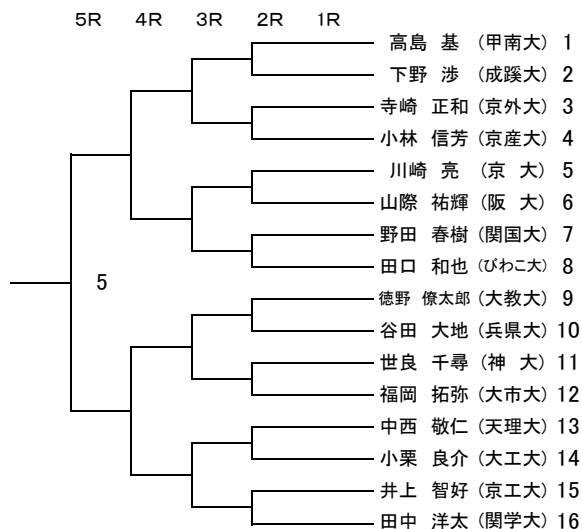 5R 4R 3R 2R 1R
高島 基 (甲南大) 1
下野 渉 (成蹊大) 2
寺崎 正和 (京外大) 3
小林 信芳 (京産大) 4
川崎 亮 (京 大) 5
山際 祐輝 (阪 大) 6
野田 春樹 (関国大) 7
田口 和也 (びわこ大) 8
5
徳野 僚太郎 (大教大) 9
谷田 大地 (兵県大) 10
世良 千尋 (神 大) 11
福岡 拓弥 (大市大) 12
中西 敬仁 (天理大) 13
小栗 良介 (大工大) 14
井上 智好 (京工大) 15
田中 洋太 (関学大) 16